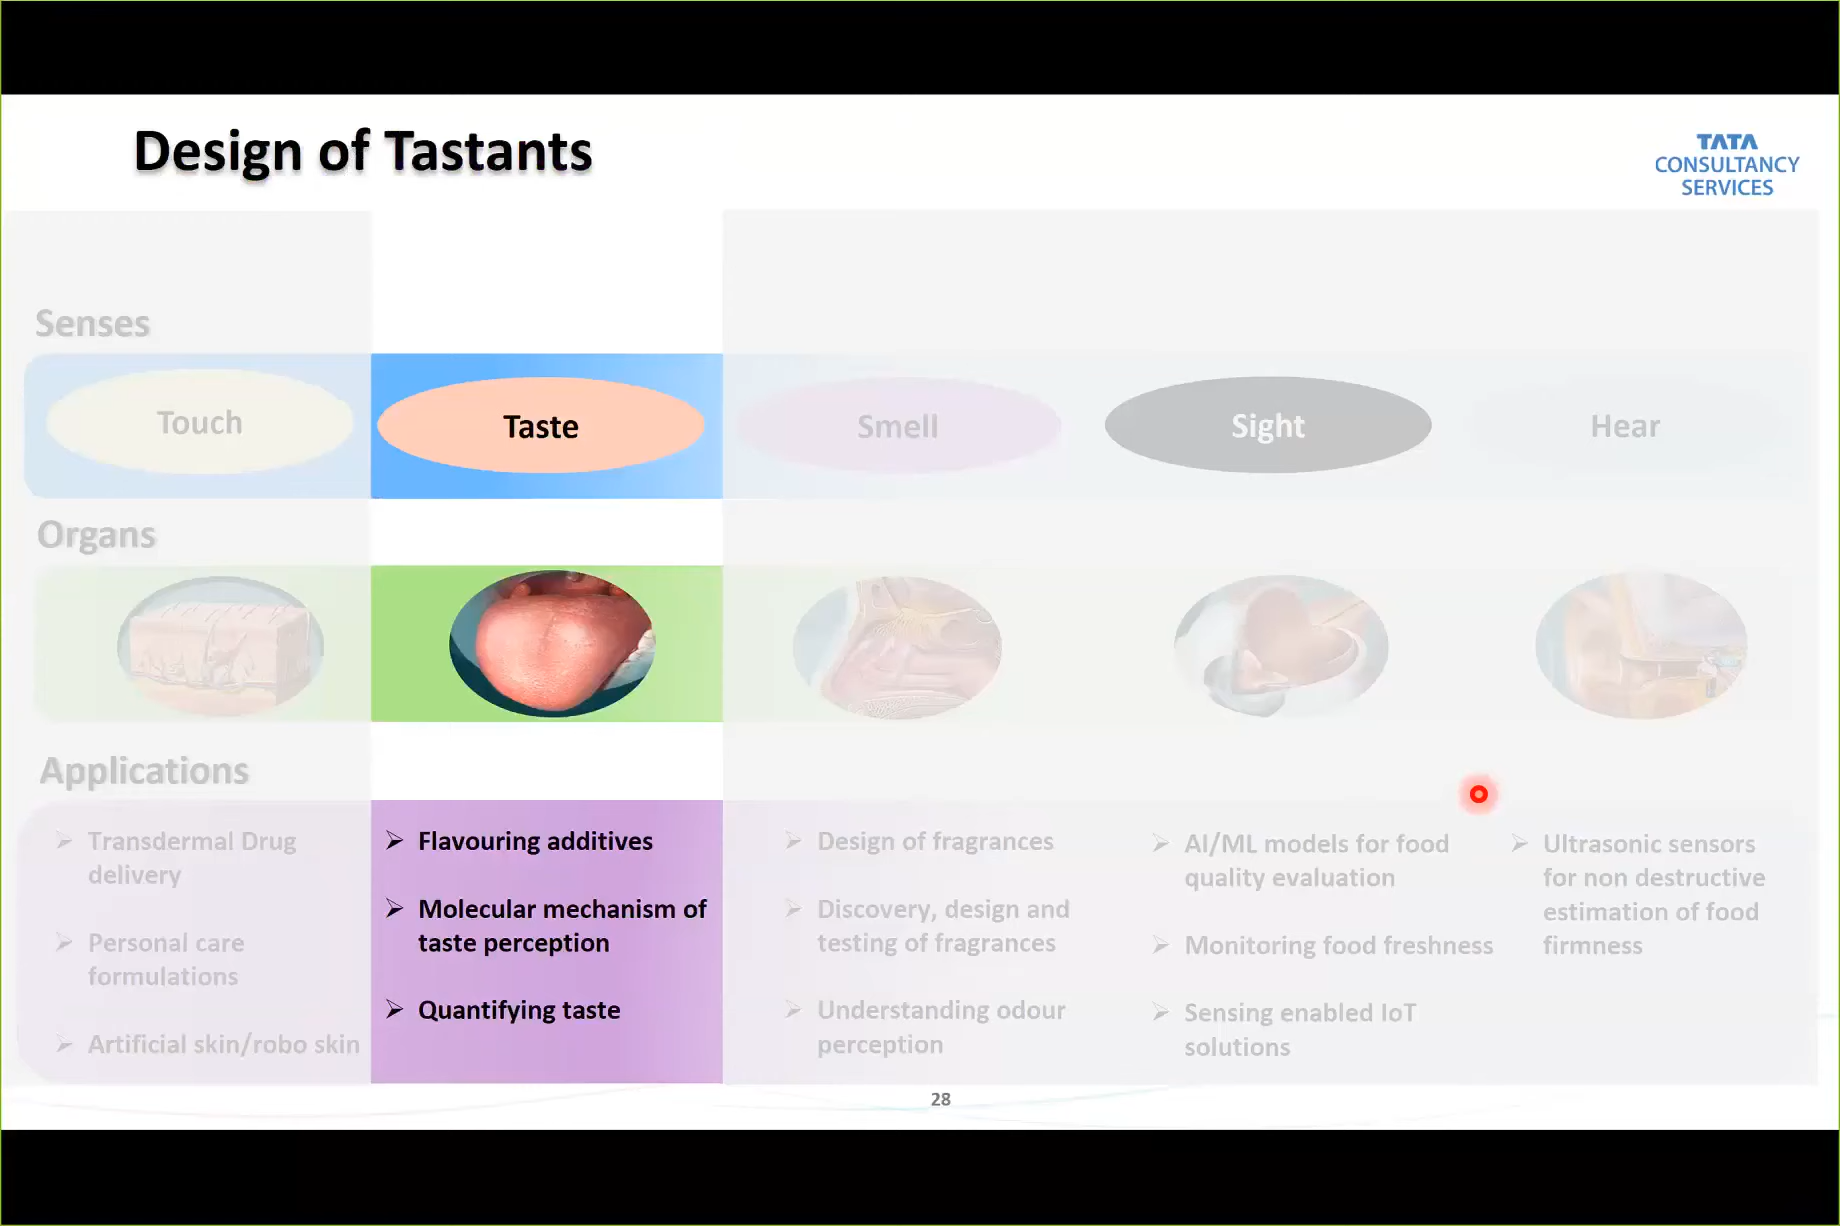 Design of Tastants
TATA
CONSULTANCY
SERVICES
Senses
Touch
Taste
Smell
Sight
Hear
Organs
Applications
Transdermal Drug
delivery
Personal care
formulations
Artificial skin/robo skin
Flavouring additives
Molecular mechanism of
taste perception
Quantifying taste
Design of fragrances
Discovery, design and
testing of fragrances
Understanding odour
perception
AI/ML models for food
quality evaluation
Monitoring food freshness
Sensing enabled IoT
solutions
Ultrasonic sensors
for non destructive
estimation of food
firmness
28